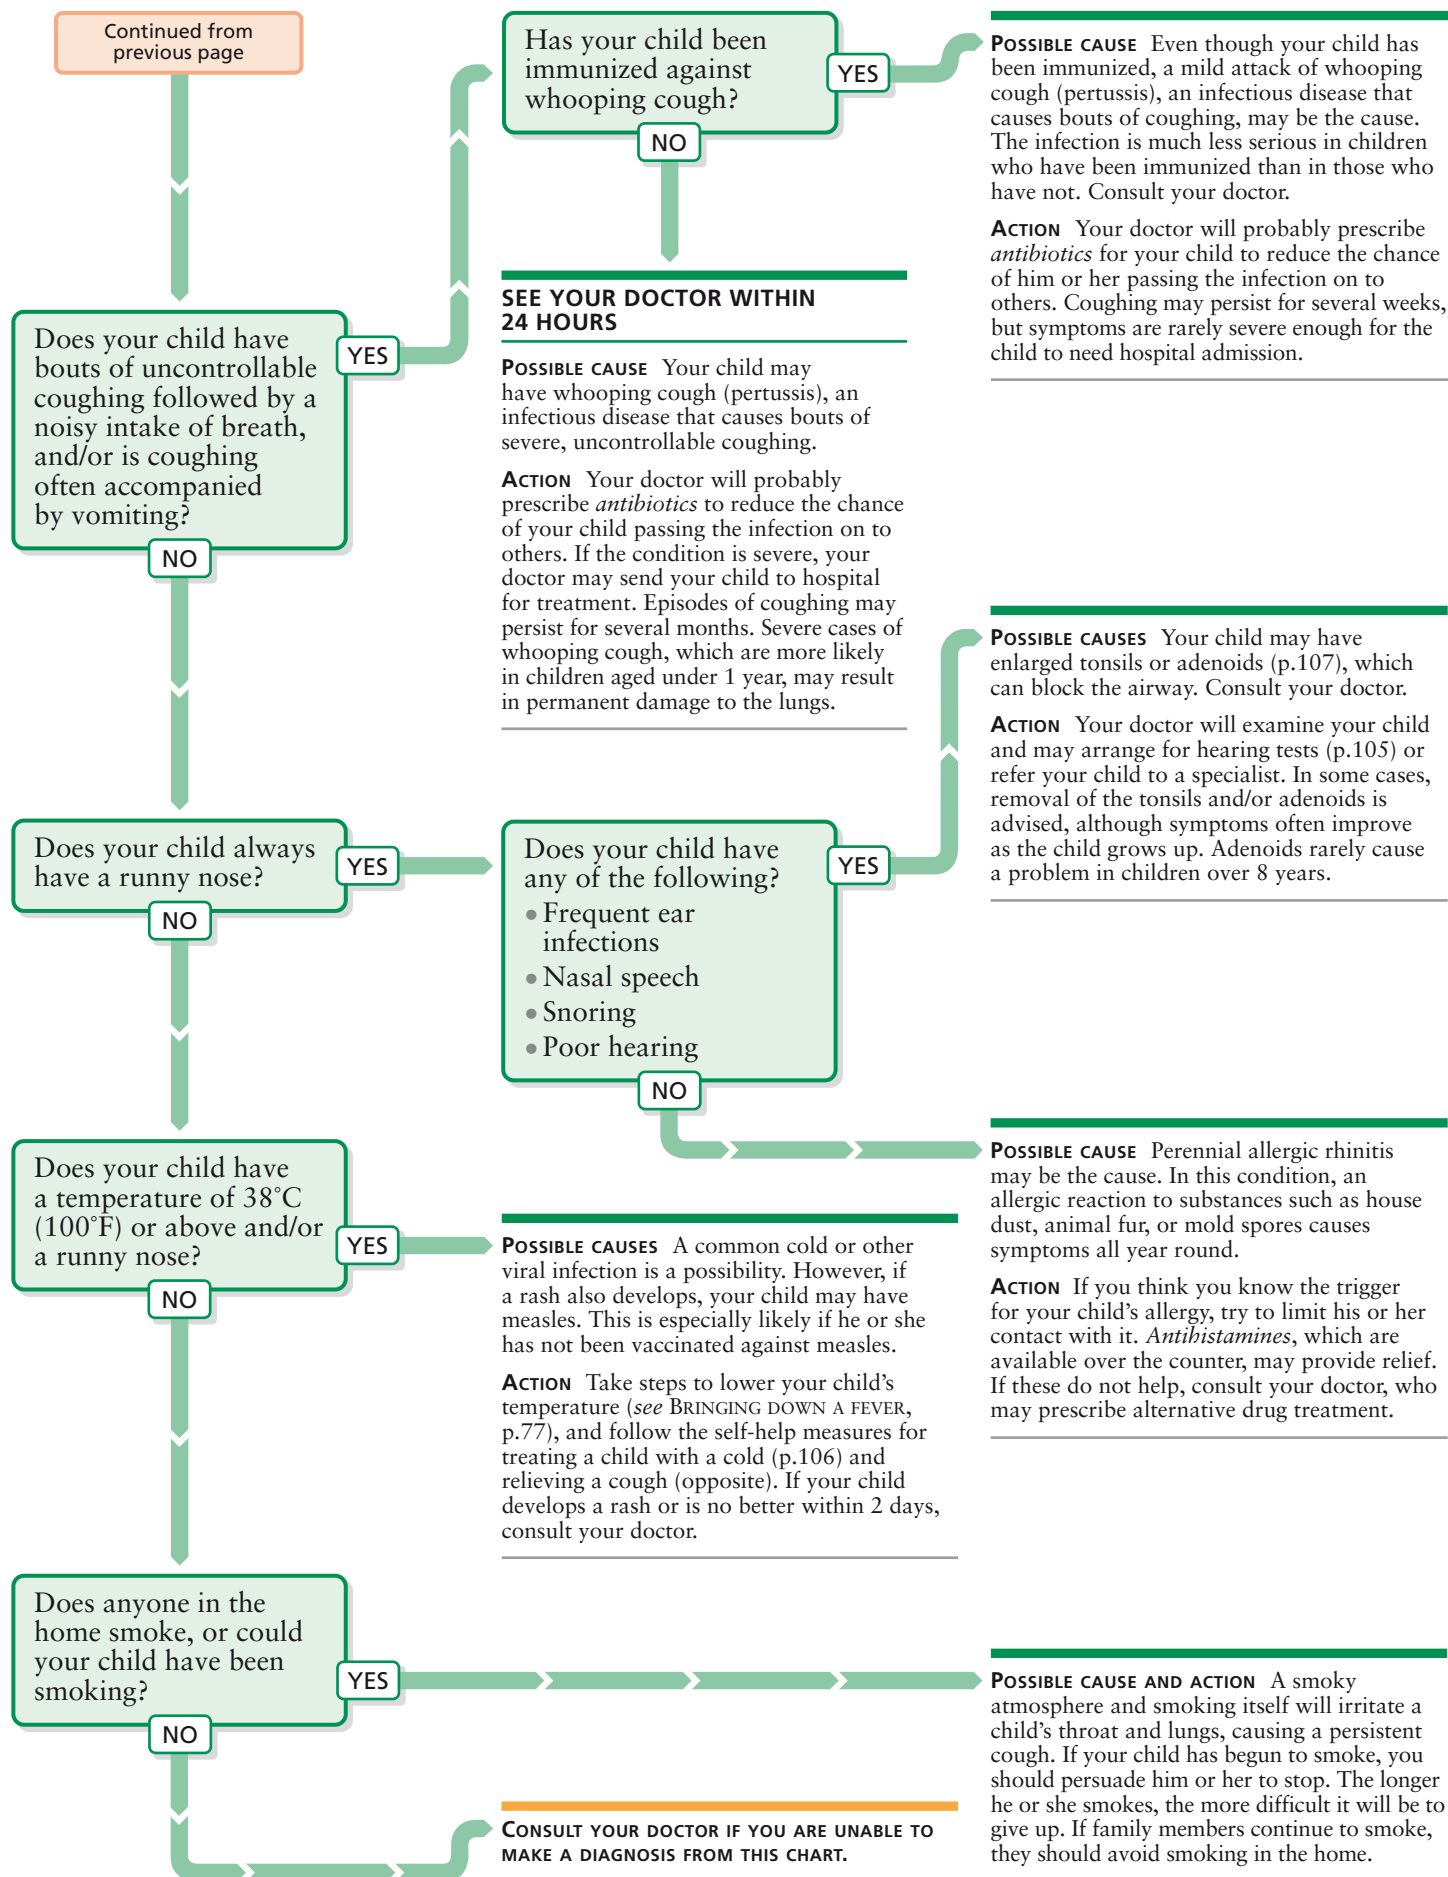 Continued from
previous page
Has your child been
immunized against
whooping cough?
YES
NO
POSSIBLE CAUSE Even though your child has
been immunized, a mild attack of whooping
cough (pertussis), an infectious disease that
causes bouts of coughing, may be the cause.
The infection is much less serious in children
who have been immunized than in those who
have not. Consult your doctor.
ACTION Your doctor will probably prescribe
antibiotics for your child to reduce the chance
of him or her passing the infection on to
others. Coughing may persist for several weeks,
but symptoms are rarely severe enough for the
child to need hospital admission.
SEE YOUR DOCTOR WITHIN
24 HOURS
POSSIBLE CAUSE Your child may
have whooping cough (pertussis), an
infectious disease that causes bouts of
severe, uncontrollable coughing.
ACTION Your doctor will probably
prescribe antibiotics to reduce the chance
of your child passing the infection on to
others. If the condition is severe, your
doctor may send your child to hospital
for treatment. Episodes of coughing may
persist for several months. Severe cases of
whooping cough, which are more likely
in children aged under 1 year, may result
in permanent damage to the lungs.
Does your child have
bouts of uncontrollable
coughing followed by a
noisy intake of breath,
and/or is coughing
often accompanied
by vomiting?
YES
NO
Does your child always
have a runny nose?
YES
NO
Does your child have
any of the following?
• Frequent ear
infections
• Nasal speech
• Snoring
• Poor hearing
YES
NO
POSSIBLE CAUSES Your child may have
enlarged tonsils or adenoids (p.107), which
can block the airway. Consult your doctor.
ACTION Your doctor will examine your child
and may arrange for hearing tests (p.105) or
refer your child to a specialist. In some cases,
removal of the tonsils and/or adenoids is
advised, although symptoms often improve
as the child grows up. Adenoids rarely cause
a problem in children over 8 years.
POSSIBLE CAUSE Perennial allergic rhinitis
may be the cause. In this condition, an
allergic reaction to substances such as house
dust, animal fur, or mold spores causes
symptoms all year round.
ACTION If you think you know the trigger
for your child's allergy, try to limit his or her
contact with it. Antihistamines, which are
available over the counter, may provide relief.
If these do not help, consult your doctor, who
may prescribe alternative drug treatment.
Does your child have
a temperature of 38°C
(100°F) or above and/or
a runny nose?
YES
NO
POSSIBLE CAUSES A common cold or other
viral infection is a possibility. However, if
a rash also develops, your child may have
measles. This is especially likely if he or she
has not been vaccinated against measles.
ACTION Take steps to lower your child's
temperature (see BRINGING DOWN A FEVER,
p.77), and follow the self-help measures for
treating a child with a cold (p.106) and
relieving a cough (opposite). If your child
develops a rash or is no better within 2 days,
consult your doctor.
Does anyone in the
home smoke, or could
your child have been
smoking?
YES
NO
POSSIBLE CAUSE AND ACTION A smoky
atmosphere and smoking itself will irritate a
child's throat and lungs, causing a persistent
cough. If your child has begun to smoke, you
should persuade him or her to stop. The longer
he or she smokes, the more difficult it will be to
give up. If family members continue to smoke,
they should avoid smoking in the home.
CONSULT YOUR DOCTOR IF YOU ARE UNABLE TO
MAKE A DIAGNOSIS FROM THIS CHART.